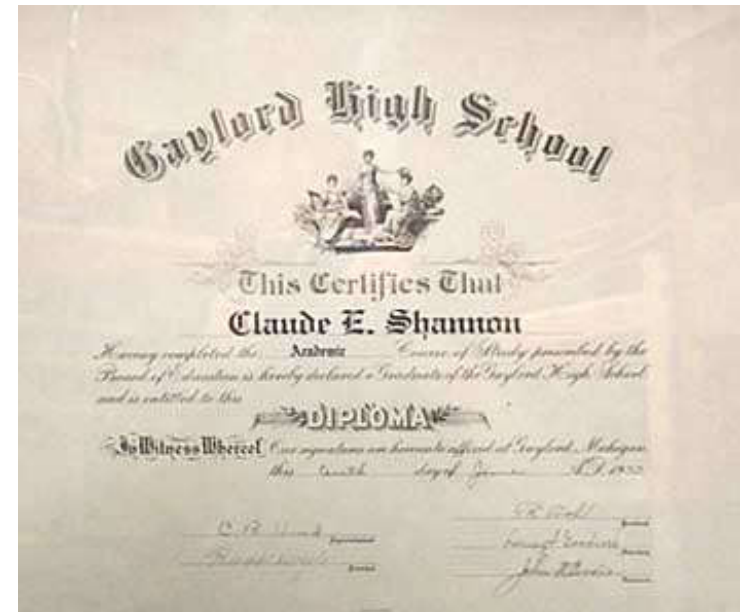 Gaylord High School
This Certifies That
Claude E. Shannon
Having completed the Academic Course of Study prescribed by the
Board of Education is hereby declared a Graduate of the Gaylord High School
and is entitled to this
DIPLOMA
In Witness Whereof Our signatures are hereunto affixed at Gaylord, Michigan
this day of June A.D. 1932